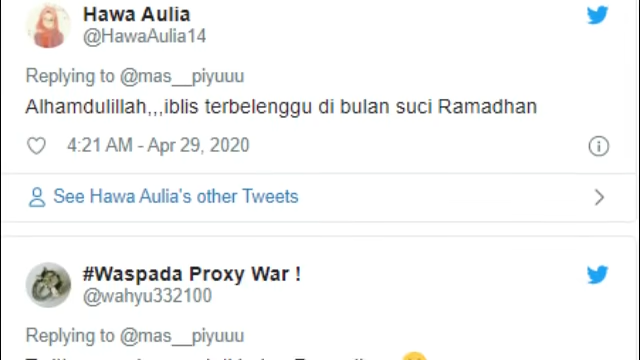 Hawa Aulia
@HawaAulia14
Replying to @mas__piyuuu
Alhamdulillah,,,iblis terbelenggu di bulan suci Ramadhan
4:21 AM - Apr 29, 2020
See Hawa Aulia's other Tweets
#Waspada Proxy War !
@wahyu332100
Replying to @mas__piyuuu